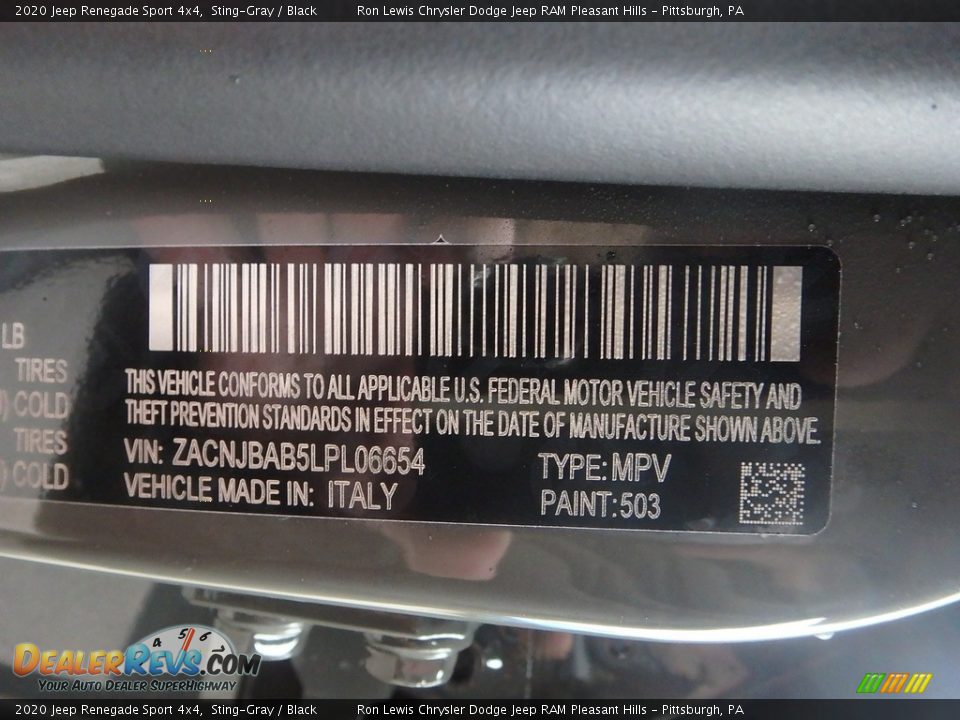 2020 Jeep Renegade Sport 4x4, Sting-Gray / Black Ron Lewis Chrysler Dodge Jeep RAM Pleasant Hills - Pittsburgh, PA
LB
TIRES
COLD
TIRES
) COLD
THIS VEHICLE CONFORMS TO ALL APPLICABLE U.S. FEDERAL MOTOR VEHICLE SAFETY AND
THEFT PREVENTION STANDARDS IN EFFECT ON THE DATE OF MANUFACTURE SHOWN ABOVE.
VIN: ZACNJBAB5LPL06654 TYPE: MPV
VEHICLE MADE IN: ITALY PAINT: 503
4 5 6
DEALERREVS.COM
YOUR AUTO DEALER SUPERHIGHWAY
2020 Jeep Renegade Sport 4x4, Sting-Gray / Black Ron Lewis Chrysler Dodge Jeep RAM Pleasant Hills - Pittsburgh, PA